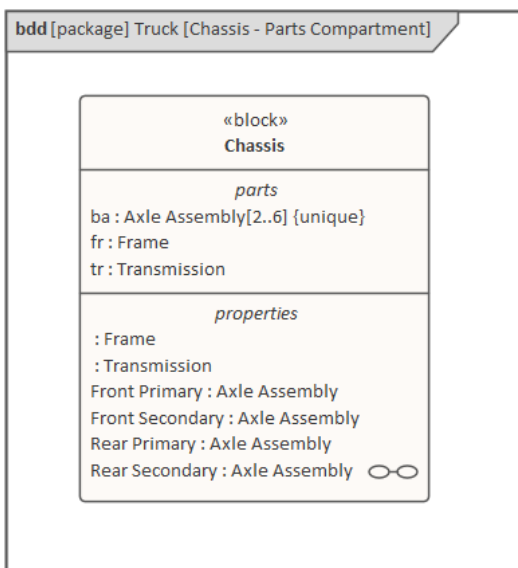 bdd [package] Truck [Chassis - Parts Compartment]
«block»
Chassis
parts
ba : Axle Assembly[2..6] {unique}
fr : Frame
tr : Transmission
properties
: Frame
: Transmission
Front Primary : Axle Assembly
Front Secondary : Axle Assembly
Rear Primary : Axle Assembly
Rear Secondary : Axle Assembly